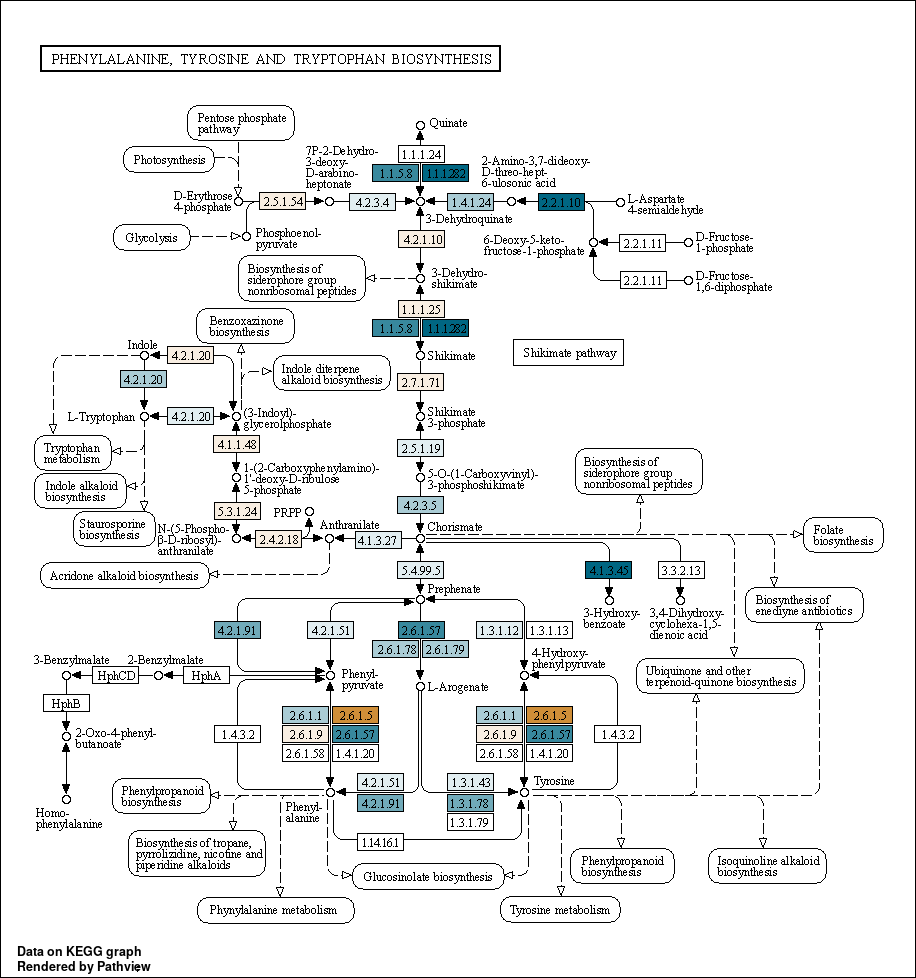 PHENYLALANINE, TYROSINE AND TRYPTOPHAN BIOSYNTHESIS
Pentose phosphate
pathway
Photosynthesis
Glycolysis
D-Erythrose
4-phosphate
Phosphoenol-
pyruvate
2.5.1.54
7P-2-Dehydro-
3-deoxy-
D-arabino-
heptonate
4.2.3.4
Quinate
1.1.1.24
1.1.5.8
1.1.1.282
2-Amino-3,7-dideoxy-
D-threo-hept-
6-ulosonic acid
1.4.1.24
2.2.1.10
L-Aspartate
4-semialdehyde
3-Dehydroquinate
6-Deoxy-5-keto-
fructose-1-phosphate
2.2.1.11
D-Fructose-
1-phosphate
2.2.1.11
D-Fructose-
1,6-diphosphate
4.2.1.10
Biosynthesis of
siderophore group
nonribosomal peptides
3-Dehydro-
shikimate
1.1.1.25
1.1.5.8
1.1.1.282
Benzoxazinone
biosynthesis
Shikimate
Shikimate pathway
Indole
4.2.1.20
4.2.1.20
Indole diterpene
alkaloid biosynthesis
2.7.1.71
L-Tryptophan
4.2.1.20
(3-Indoyl)-
glycerolphosphate
Shikimate
3-phosphate
Tryptophan
metabolism
4.1.1.48
2.5.1.19
1-(2-Carboxyphenylamino)-
1'-deoxy-D-ribulose
5-phosphate
5-O-(1-Carboxyvinyl)-
3-phosphoshikimate
Biosynthesis of
siderophore group
nonribosomal peptides
Indole alkaloid
biosynthesis
Staurosporine
biosynthesis
5.3.1.24
PRPP
4.2.3.5
N-(5-Phospho-
β-D-ribosyl)-
anthranilate
2.4.2.18
Anthranilate
4.1.3.27
Chorismate
Folate
biosynthesis
Acridone alkaloid biosynthesis
5.4.99.5
4.1.3.45
3.3.2.13
Prephenate
3-Hydroxy-
benzoate
3,4-Dihydroxy-
cyclohexa-1,5-
dienoic acid
Biosynthesis of
enediyne antibiotics
4.2.1.91
4.2.1.51
2.6.1.57
2.6.1.78
2.6.1.79
1.3.1.12
1.3.1.13
3-Benzylmalate
2-Benzylmalate
HphCD
HphA
HphB
Phenyl-
pyruvate
L-Arogenate
4-Hydroxy-
phenylpyruvate
Ubiquinone and other
terpenoid-quinone biosynthesis
2-Oxo-4-phenyl-
butanoate
1.4.3.2
2.6.1.1
2.6.1.5
2.6.1.9
2.6.1.57
2.6.1.58
1.4.1.20
2.6.1.1
2.6.1.5
2.6.1.9
2.6.1.57
2.6.1.58
1.4.1.20
1.4.3.2
Homo-
phenylalanine
Phenylpropanoid
biosynthesis
Phenyl-
alanine
4.2.1.51
4.2.1.91
1.3.1.43
1.3.1.78
1.3.1.79
Tyrosine
1.14.16.1
Biosynthesis of tropane,
pyrrolizidine, nicotine and
piperidine alkaloids
Glucosinolate biosynthesis
Phenylpropanoid
biosynthesis
Isoquinoline alkaloid
biosynthesis
Phynylalanine metabolism
Tyrosine metabolism
Data on KEGG graph
Rendered by Pathview